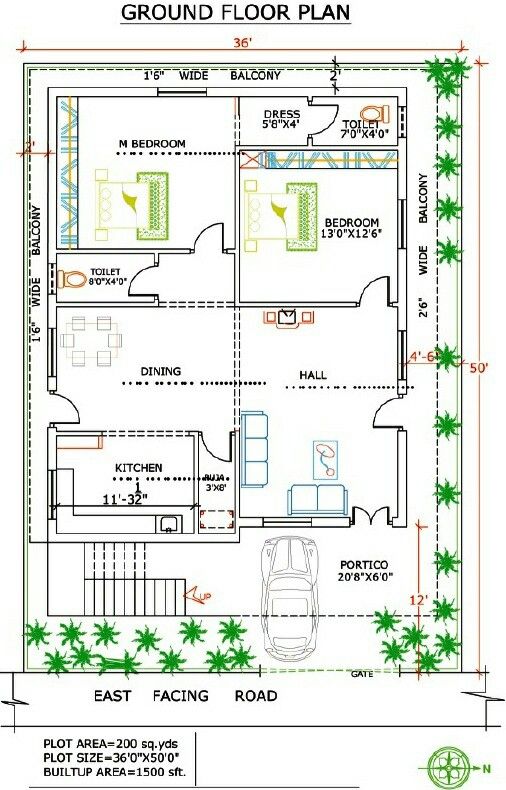 GROUND FLOOR PLAN
36'
1'6" WIDE BALCONY
2'
DRESS
5'8"X4'
TOILET
7'0"X4'0"
M BEDROOM
2'
BEDROOM
13'0"X12'6"
1'6" WIDE BALCONY
2'6" WIDE BALCONY
TOILET
8'0"X4'0"
4'-6"
50'
DINING
HALL
KITCHEN
1
11'-32"
PUJA
3'X8'
PORTICO
20'8"X6'0"
12'
UP
GATE
EAST FACING ROAD
PLOT AREA=200 sq.yds
PLOT SIZE=36'0"X50'0"
BUILTUP AREA=1500 sft.
N